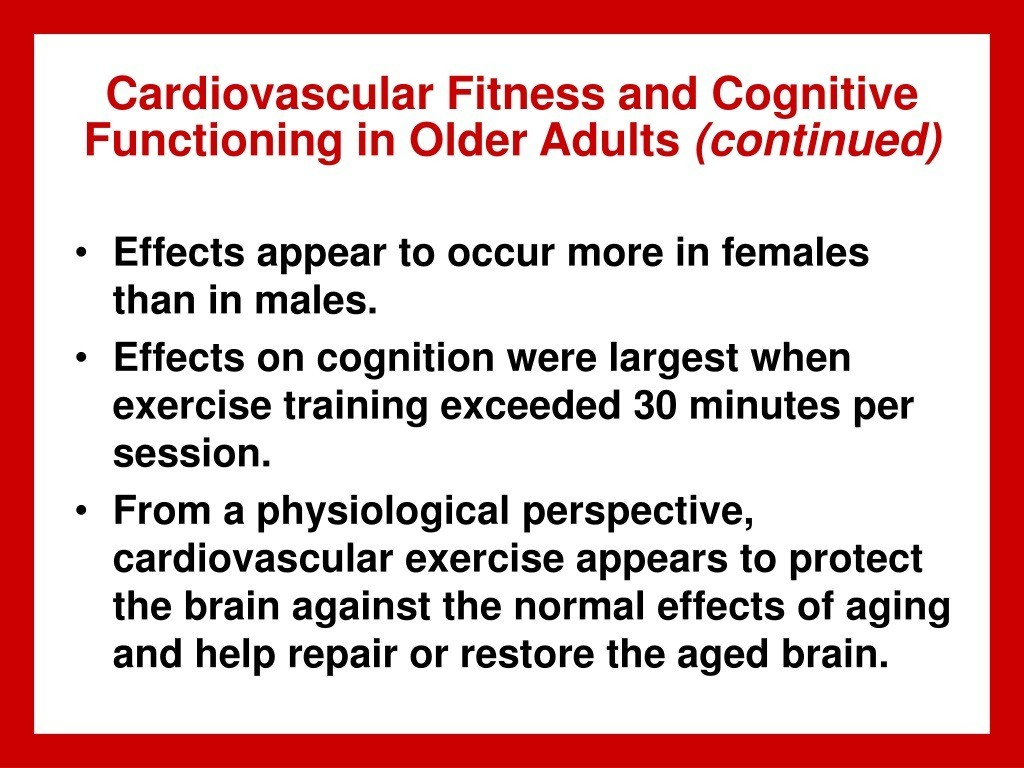 Cardiovascular Fitness and Cognitive
Functioning in Older Adults (continued)
• Effects appear to occur more in females
than in males.
• Effects on cognition were largest when
exercise training exceeded 30 minutes per
session.
• From a physiological perspective,
cardiovascular exercise appears to protect
the brain against the normal effects of aging
and help repair or restore the aged brain.